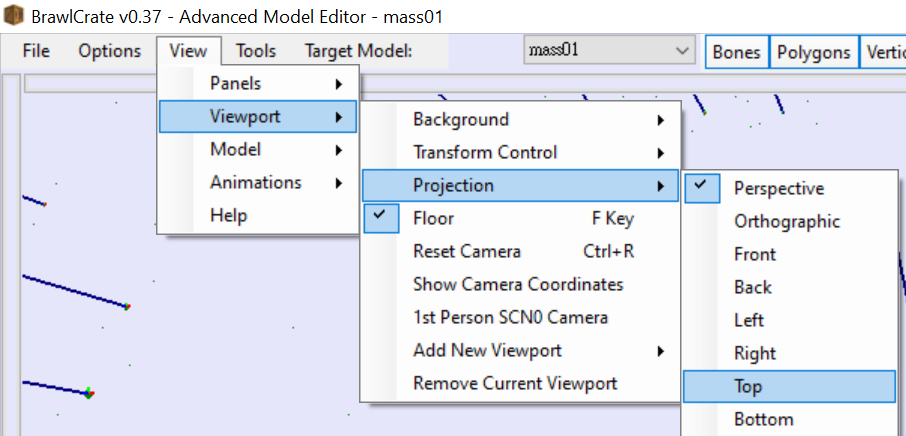 BrawlCrate v0.37 - Advanced Model Editor - mass01
File Options View Tools Target Model: mass01 Bones Polygons
Panels
Viewport
Model
Animations
Help
Background
Transform Control
Projection
Floor F Key
Reset Camera Ctrl+R
Show Camera Coordinates
1st Person SCN0 Camera
Add New Viewport
Remove Current Viewport
Perspective
Orthographic
Front
Back
Left
Right
Top
Bottom